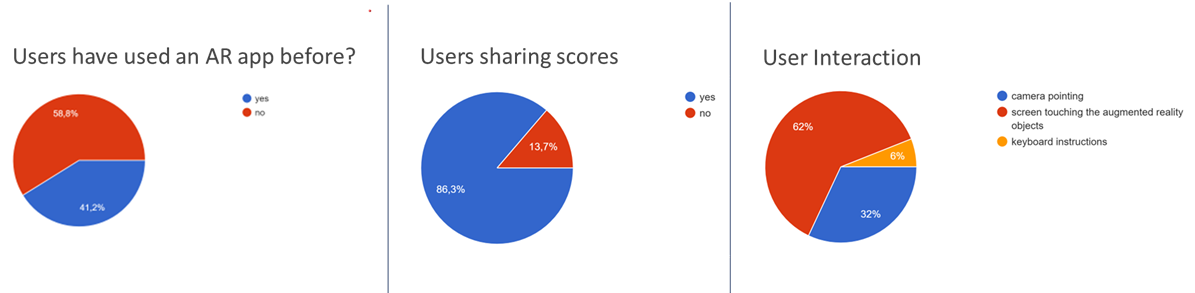 Users have used an AR app before?
58,8%
41,2%
yes
no
Users sharing scores
13,7%
86,3%
yes
no
User Interaction
62%
6%
32%
camera pointing
screen touching the augmented reality
objects
keyboard instructions